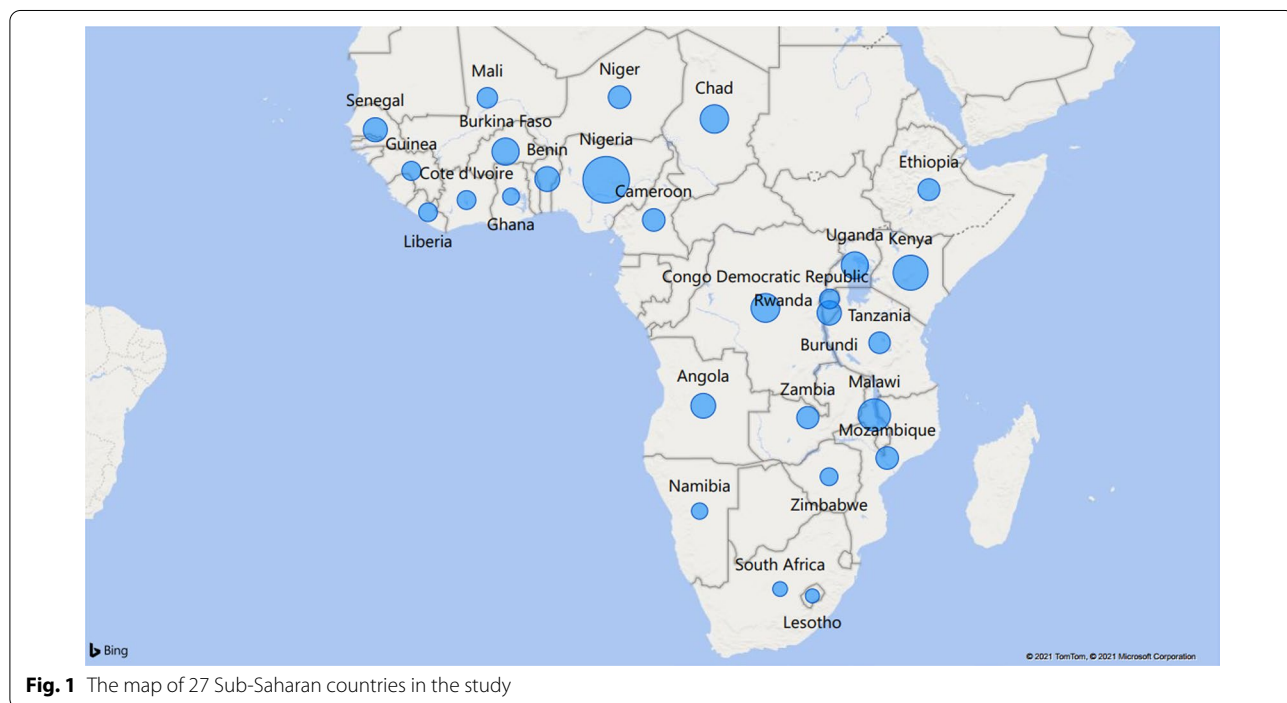 Mali
Niger
Chad
Senegal
Burkina Faso
Guinea
Benin
Nigeria
Cote d'Ivoire
Ethiopia
Cameroon
Ghana
Liberia
Uganda
Kenya
Congo Democratic Republic
Rwanda
Tanzania
Burundi
Angola
Zambia
Malawi
Mozambique
Namibia
Zimbabwe
South Africa
Lesotho
Bing
© 2021 TomTom, © 2021 Microsoft Corporation
Fig. 1 The map of 27 Sub-Saharan countries in the study